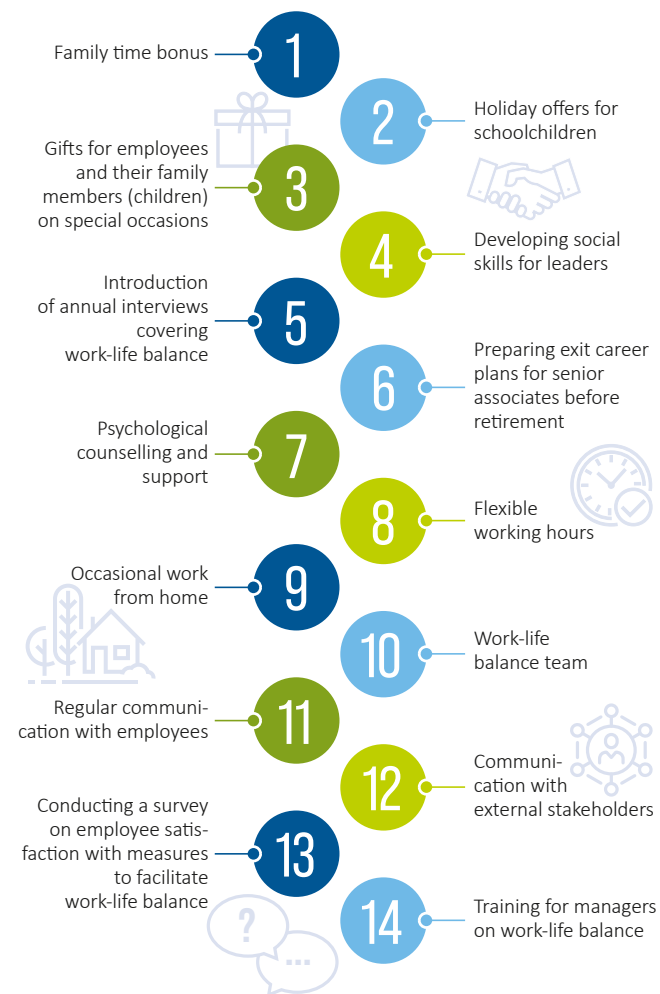 1
Family time bonus
2
Holiday offers for
schoolchildren
3
Gifts for employees
and their family
members (children)
on special occasions
4
Developing social
skills for leaders
5
Introduction
of annual interviews
covering
work-life balance
6
Preparing exit career
plans for senior
associates before
retirement
7
Psychological
counselling and
support
8
Flexible
working hours
9
Occasional work
from home
10
Work-life
balance team
11
Regular communi-
cation with employees
12
Communi-
cation with
external stakeholders
13
Conducting a survey
on employee satis-
faction with measures
to facilitate
work-life balance
14
Training for managers
on work-life balance
?
...